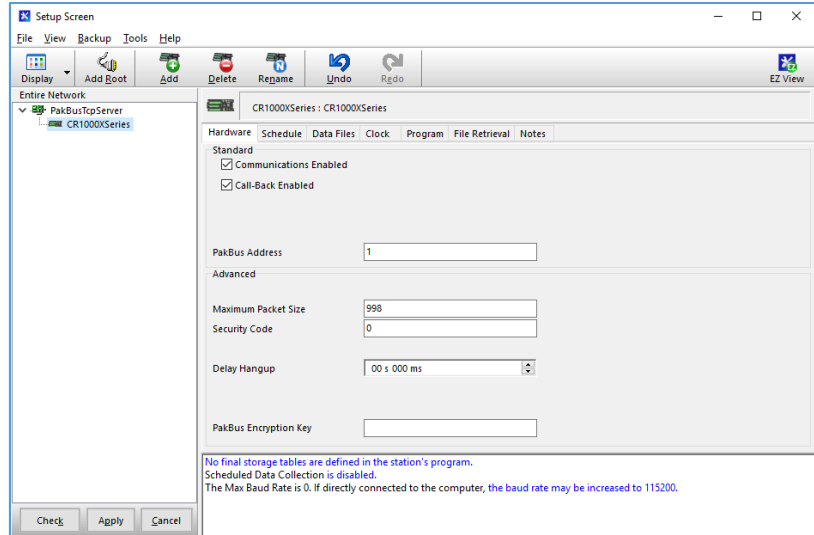 Setup Screen
File View Backup Tools Help
Display Add Root Add Delete Rename Undo Redo EZ View
Entire Network
PakBusTcpServer
CR1000XSeries
CR1000XSeries : CR1000XSeries
Hardware Schedule Data Files Clock Program File Retrieval Notes
Standard
Communications Enabled
Call-Back Enabled
PakBus Address 1
Advanced
Maximum Packet Size 998
Security Code 0
Delay Hangup 00 s 000 ms
PakBus Encryption Key
No final storage tables are defined in the station's program.
Scheduled Data Collection is disabled.
The Max Baud Rate is 0. If directly connected to the computer, the baud rate may be increased to 115200.
Check Apply Cancel